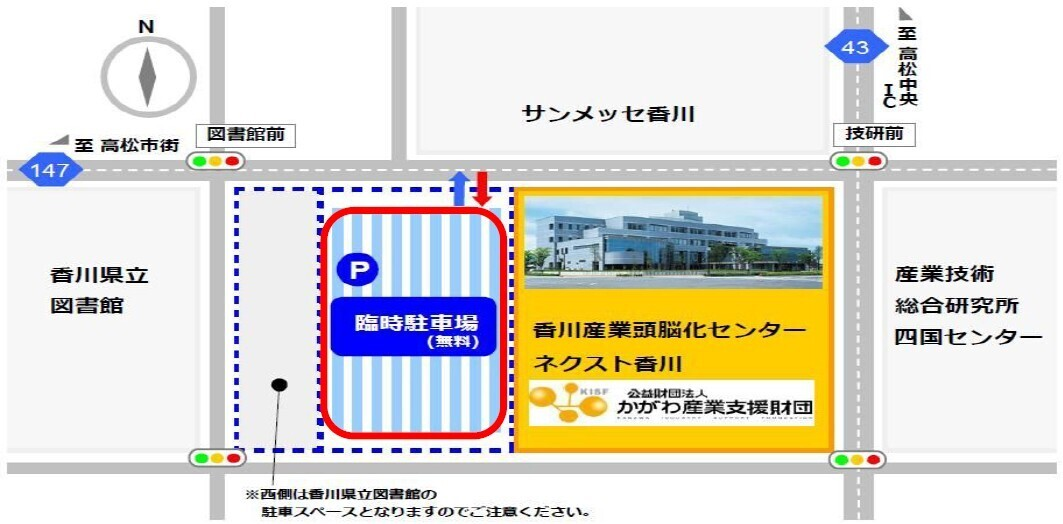 N
43
至 高松中央
IC
サンメッセ香川
図書館前
技研前
至 高松市街
147
香川県立
図書館
P
臨時駐車場
(無料)
香川産業頭脳化センター
ネクスト香川
KISF
公益財団法人
かがわ産業支援財団
産業技術
総合研究所
四国センター
※西側は香川県立図書館の
駐車スペースとなりますのでご注意ください。